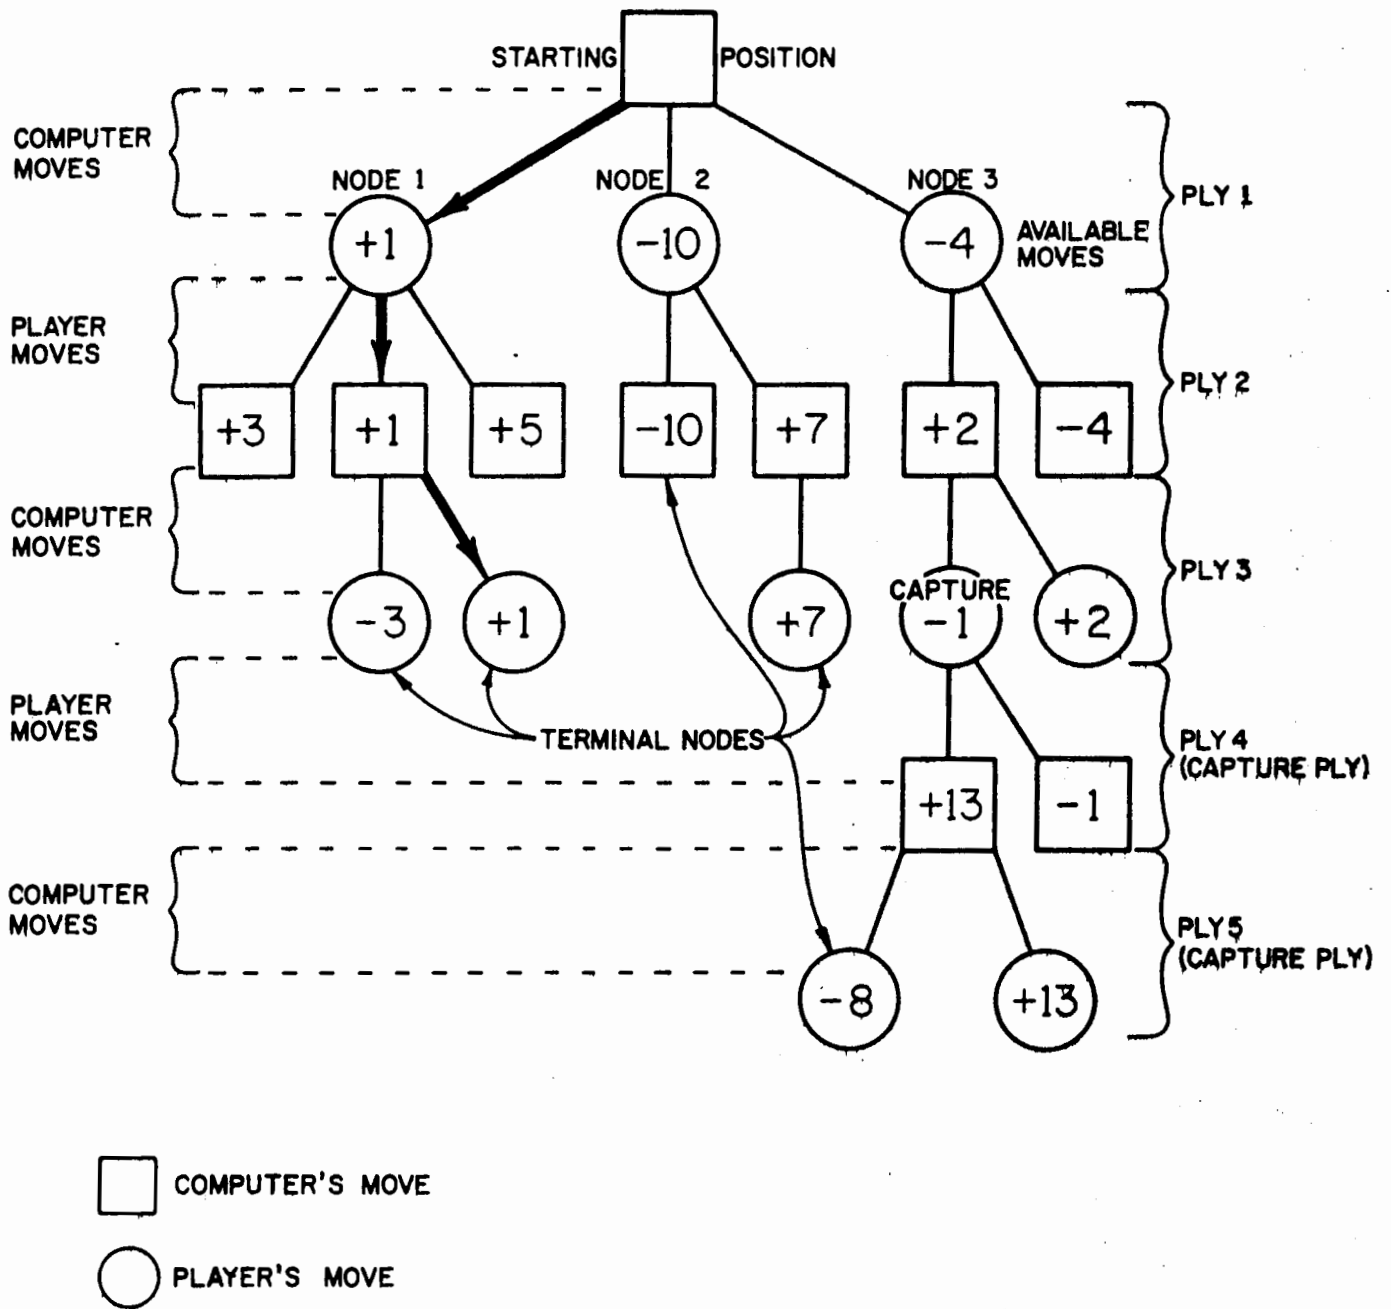 STARTING POSITION
COMPUTER
MOVES
NODE 1
NODE 2
NODE 3
PLY 1
+1
-10
-4
AVAILABLE
MOVES
PLAYER
MOVES
PLY 2
+3
+1
+5
-10
+7
+2
-4
COMPUTER
MOVES
PLY 3
CAPTURE
-3
+1
+7
-1
+2
PLAYER
MOVES
TERMINAL NODES
PLY 4
(CAPTURE PLY)
+13
-1
COMPUTER
MOVES
PLY 5
(CAPTURE PLY)
-8
+13
COMPUTER'S MOVE
PLAYER'S MOVE